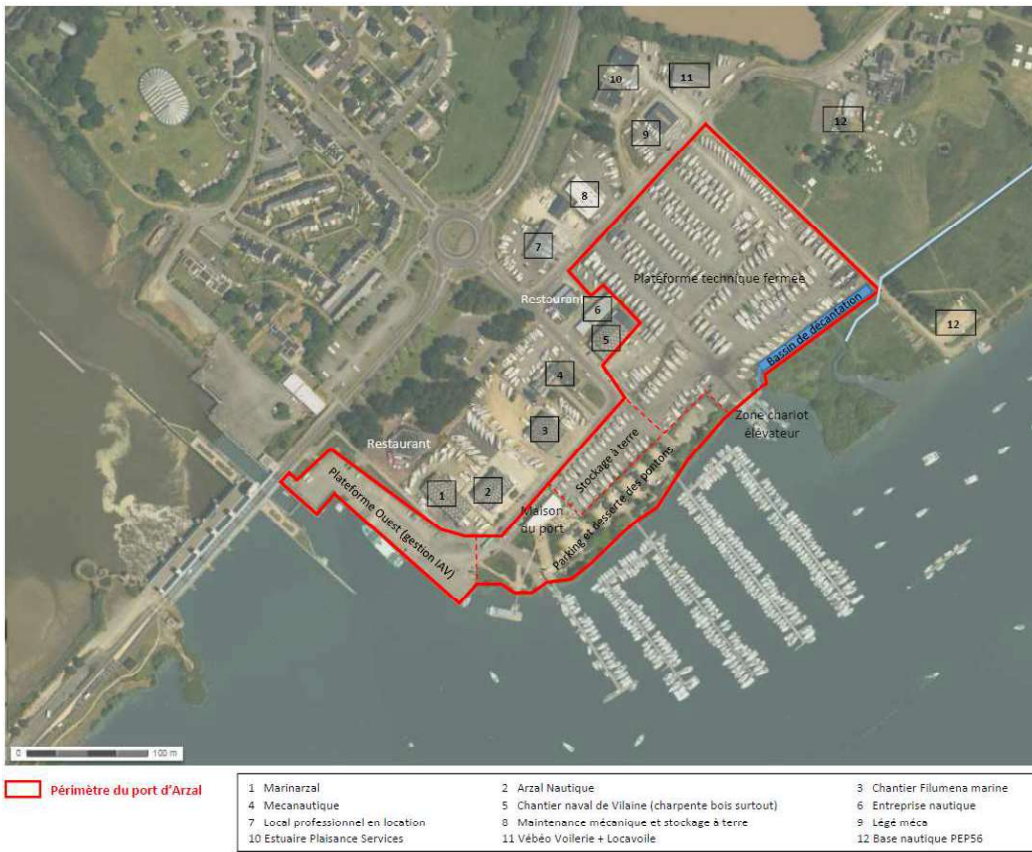 10
11
12
9
8
7
Plateforme technique fermée
Restaurant
6
5
Bassin de décantation
12
4
Zone chariot
élévateur
3
Stockage à terre
Restaurant
Plateforme Ouest (gestion IAV)
1
2
Maison
du port
Parking et desserte des pontons
0 100 m
Périmètre du port d'Arzal
1 Marinarzal
2 Arzal Nautique
3 Chantier Filumena marine
4 Mecanautique
5 Chantier naval de Vilaine (charpente bois surtout)
6 Entreprise nautique
7 Local professionnel en location
8 Maintenance mécanique et stockage à terre
9 Légé méca
10 Estuaire Plaisance Services
11 Vébéo Voilerie + Locavoile
12 Base nautique PEP56